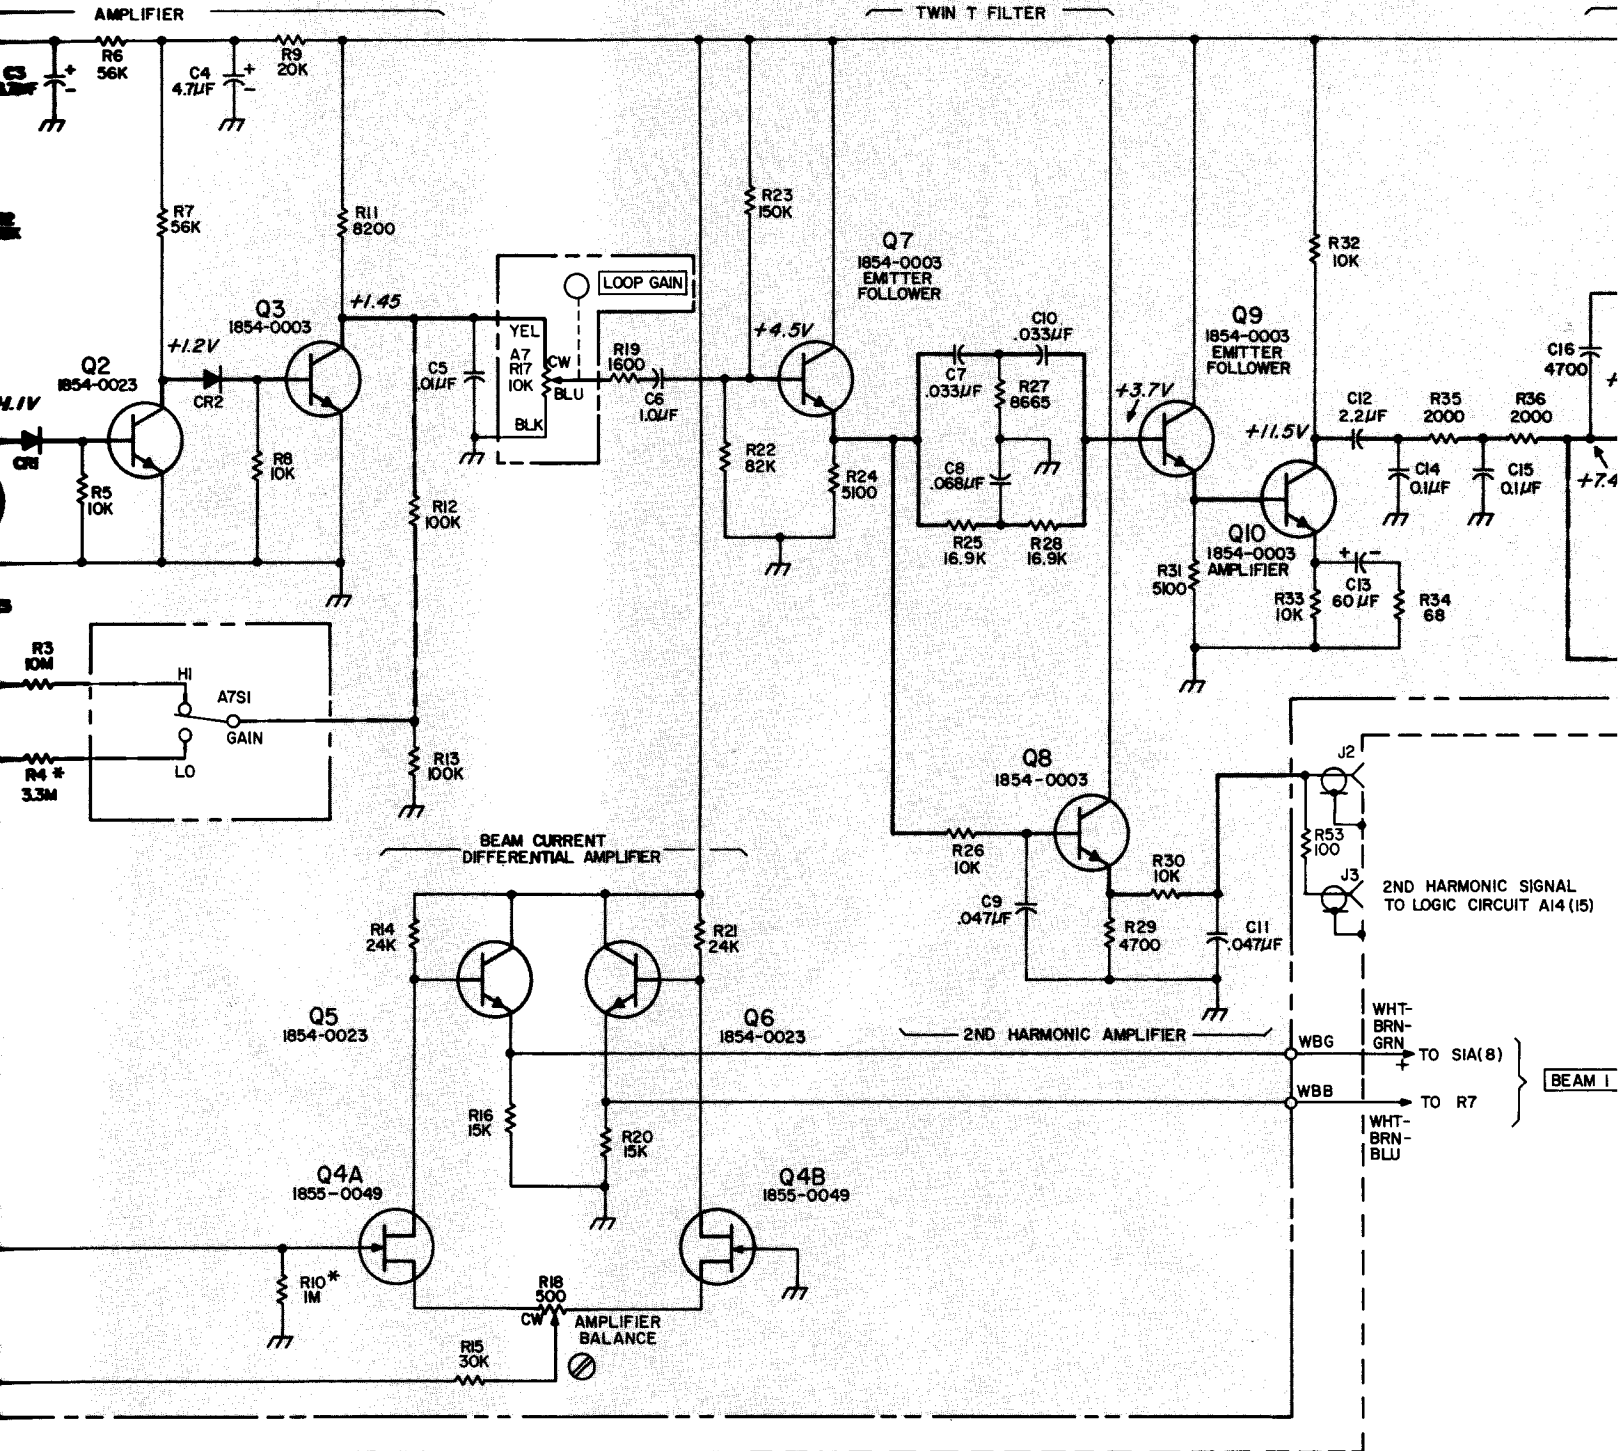 AMPLIFIER
TWIN T FILTER
R6
56K
R9
20K
C3
C4
4.7µF
+
-
+
-
R7
56K
R11
8200
R23
150K
R32
10K
Q7
1854-0003
EMITTER
FOLLOWER
LOOP GAIN
+1.45
Q3
1854-0003
+1.2V
Q2
1854-0023
CR2
CR1
R5
10K
R8
10K
C5
.01µF
YEL
A7
R17
10K
CW
BLU
BLK
R19
1600
C6
1.0µF
+4.5V
R22
82K
R24
5100
C7
.033µF
C10
.033µF
R27
8665
C8
.068µF
R25
16.9K
R28
16.9K
+3.7V
Q9
1854-0003
EMITTER
FOLLOWER
+11.5V
Q10
1854-0003
AMPLIFIER
C12
2.2µF
R35
2000
R36
2000
C16
4700
C14
0.1µF
C15
0.1µF
+7.4
R31
5100
R33
10K
+ -
C13
60µF
R34
68
R12
100K
R3
10M
HI
A7S1
GAIN
LO
R4 *
3.3M
R13
100K
BEAM CURRENT
DIFFERENTIAL AMPLIFIER
Q8
1854-0003
J2
R53
100
J3
2ND HARMONIC SIGNAL
TO LOGIC CIRCUIT A14 (15)
R26
10K
R30
10K
C9
.047µF
R29
4700
C11
.047µF
R14
24K
R21
24K
Q5
1854-0023
Q6
1854-0023
2ND HARMONIC AMPLIFIER
WBG
WHT-
BRN-
GRN
+
TO S1A(8)
BEAM I
WBB
TO R7
WHT-
BRN-
BLU
R16
15K
R20
15K
Q4A
1855-0049
Q4B
1855-0049
R10*
1M
R18
500
CW
AMPLIFIER
BALANCE
R15
30K